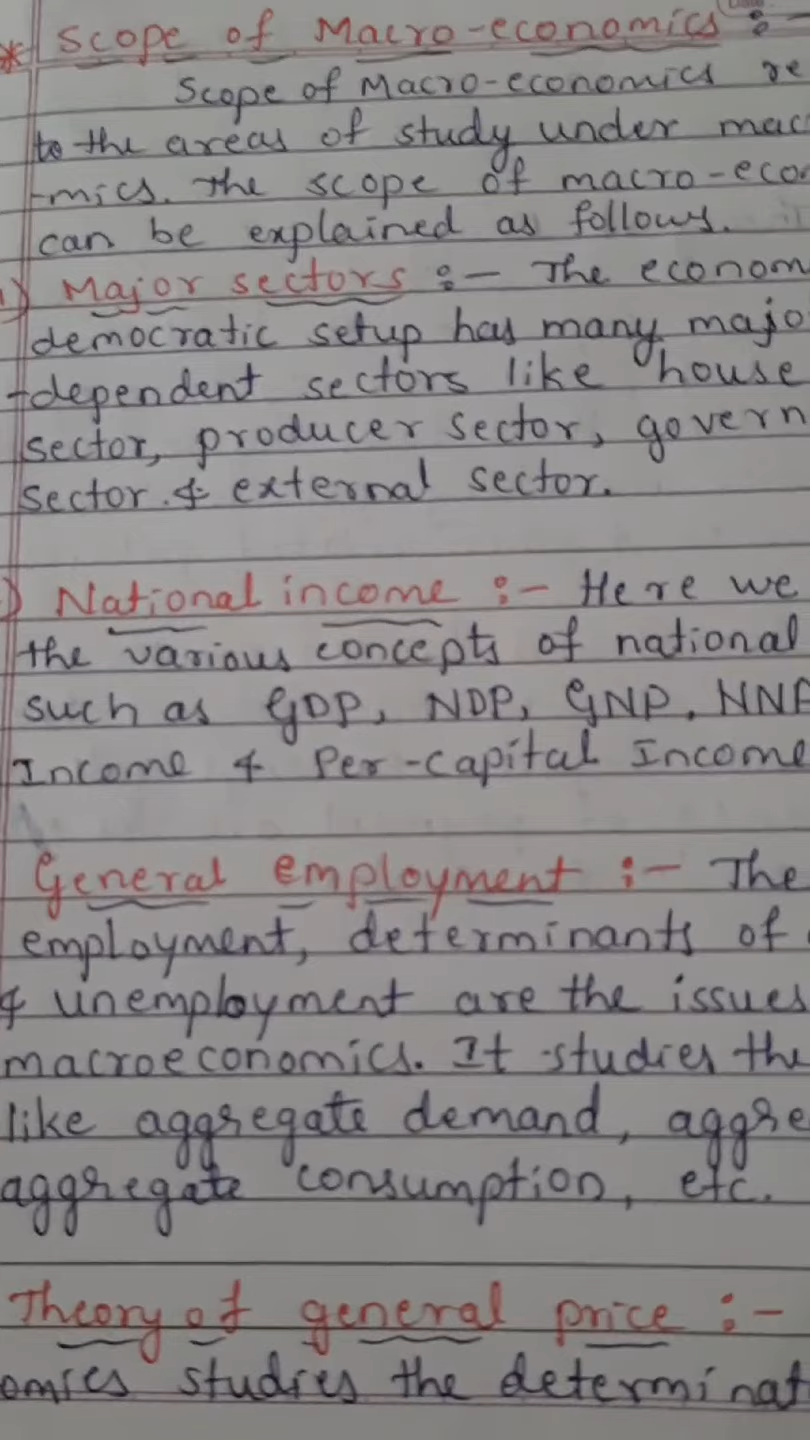 * Scope of Macro-economics :-
Scope of Macro-economics re
to the areas of study under mac
-mics. The scope of macro-eco
can be explained as follows.
1) Major sectors :- The econom
democratic setup has many majo
-dependent sectors like house
sector, producer sector, govern
sector & external sector.
) National income :- Here we
the various concepts of national
such as GDP, NDP, GNP, NNP
Income & Per-capital Income
General employment :- The
employment, determinants of
& unemployment are the issues
macroeconomics. It studies the
like aggregate demand, aggre
aggregate consumption, etc.
Theory of general price :-
omics studies the determinat